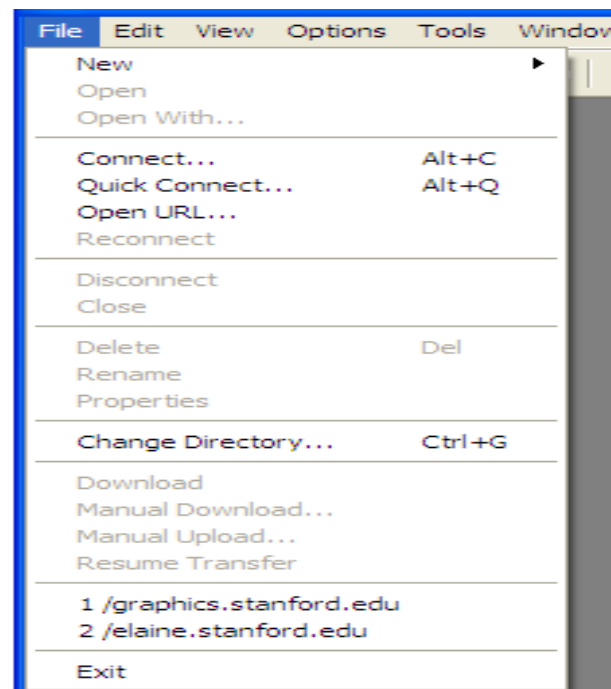 File Edit View Options Tools Window
New
Open
Open With...
Connect... Alt+C
Quick Connect... Alt+Q
Open URL...
Reconnect
Disconnect
Close
Delete Del
Rename
Properties
Change Directory... Ctrl+G
Download
Manual Download...
Manual Upload...
Resume Transfer
1 /graphics.stanford.edu
2 /elaine.stanford.edu
Exit